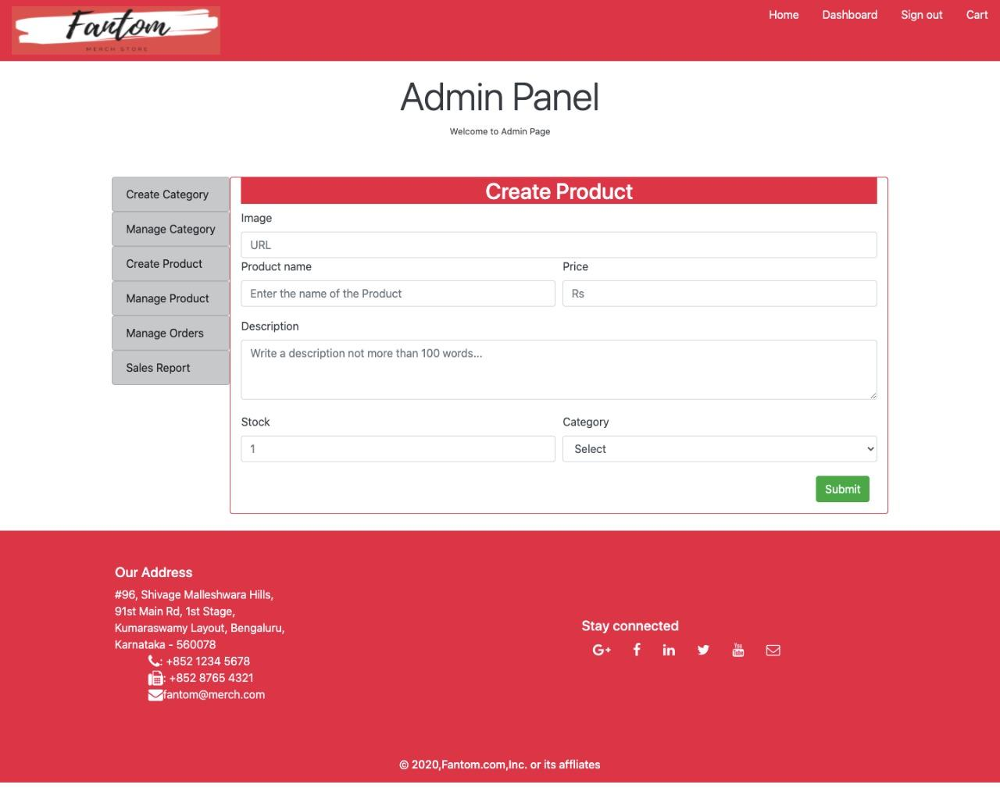 Fantom
MERCH STORE
Home Dashboard Sign out Cart
Admin Panel
Welcome to Admin Page
Create Category
Manage Category
Create Product
Manage Product
Manage Orders
Sales Report
Create Product
Image
URL
Product name Price
Enter the name of the Product Rs
Description
Write a description not more than 100 words...
Stock Category
1 Select
Submit
Our Address
#96, Shivage Malleshwara Hills,
91st Main Rd, 1st Stage,
Kumaraswamy Layout, Bengaluru,
Karnataka - 560078
: +852 1234 5678
: +852 8765 4321
fantom@merch.com
Stay connected
G+ f in You Tube
© 2020,Fantom.com,Inc. or its affliates